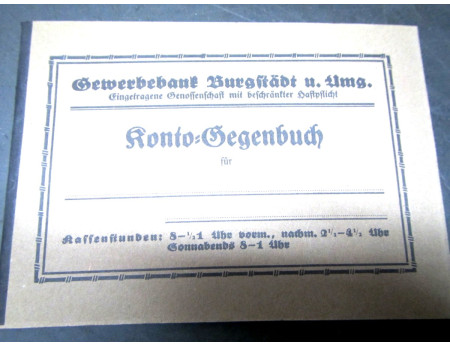 Gewerbebank Burgstädt u. Umg.
Eingetragene Genossenschaft mit beschränkter Haftpflicht
Konto=Gegenbuch
für
Kassenstunden: 8–½1 Uhr vorm., nachm. 2½–4½ Uhr
Sonnabends 8–1 Uhr